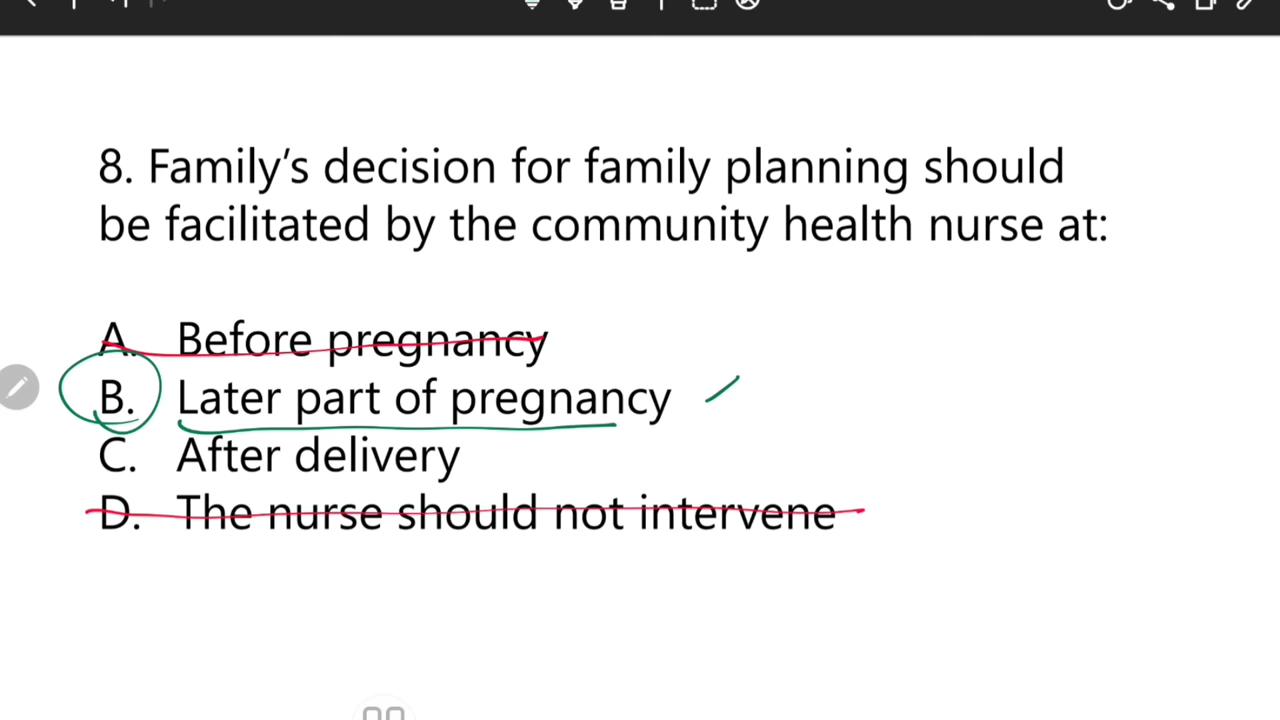 8. Family’s decision for family planning should
be facilitated by the community health nurse at:
A. Before pregnancy
B. Later part of pregnancy
C. After delivery
D. The nurse should not intervene